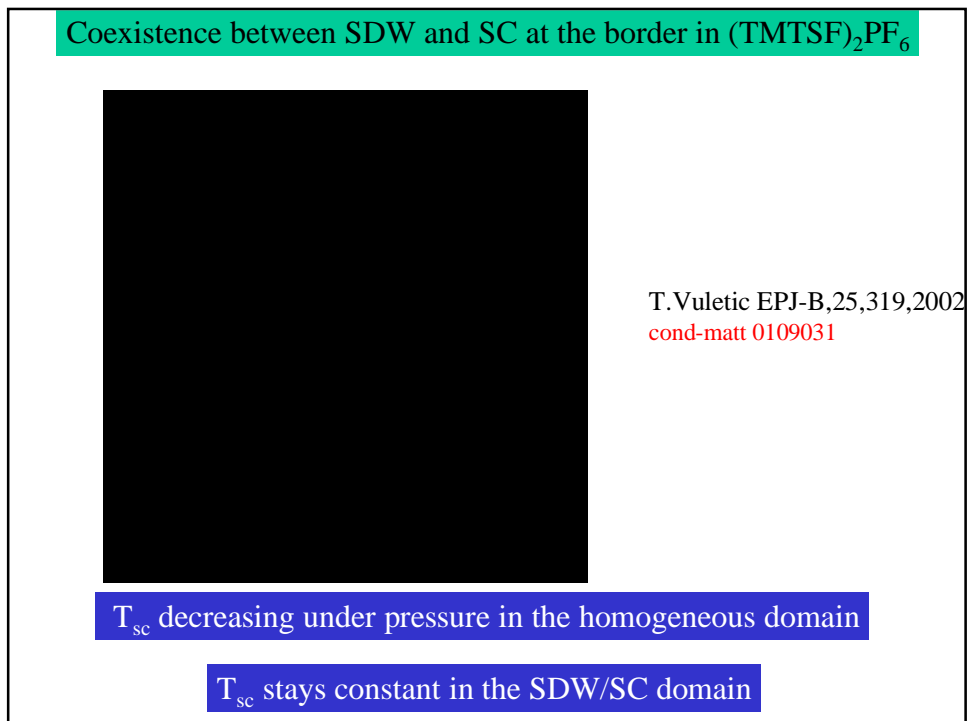 Coexistence between SDW and SC at the border in (TMTSF)₂PF₆
T.Vuletic EPJ-B,25,319,2002
cond-matt 0109031
Tsc decreasing under pressure in the homogeneous domain
Tsc stays constant in the SDW/SC domain